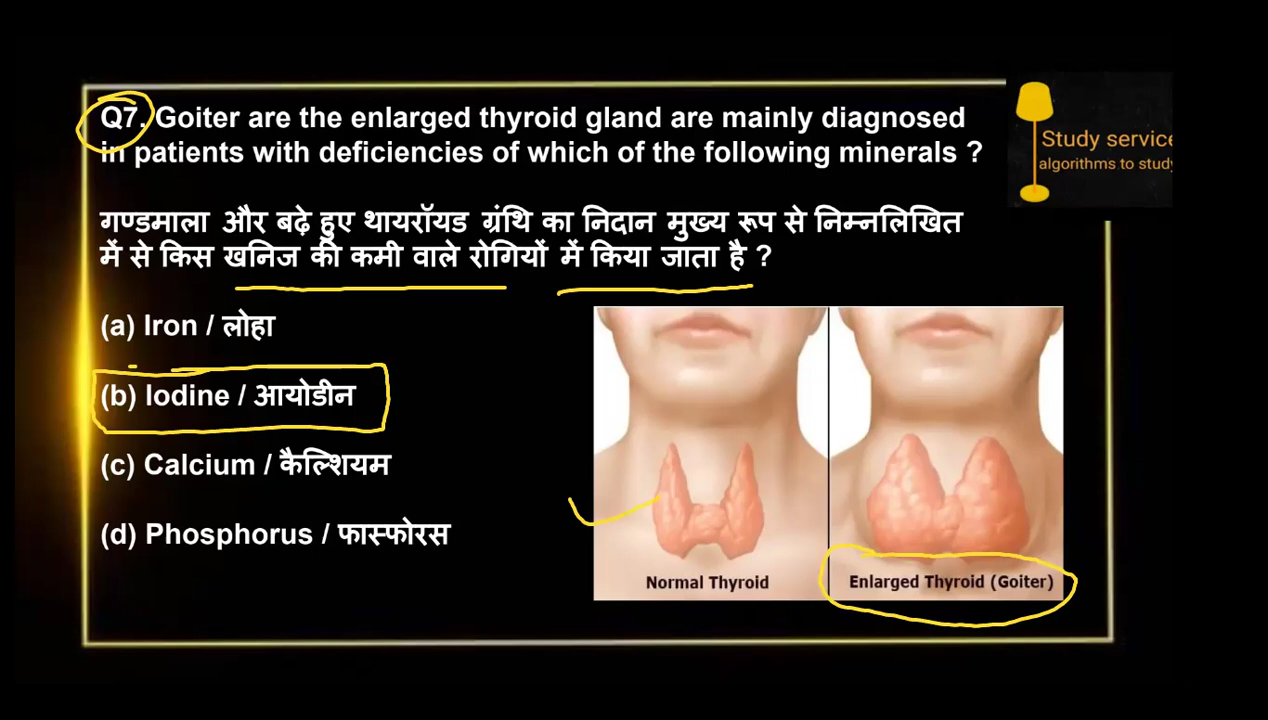 Q7. Goiter are the enlarged thyroid gland are mainly diagnosed
in patients with deficiencies of which of the following minerals ?
Study service
algorithms to study
गण्डमाला और बढ़े हुए थायरॉयड ग्रंथि का निदान मुख्य रूप से निम्नलिखित
में से किस खनिज की कमी वाले रोगियों में किया जाता है ?
(a) Iron / लोहा
(b) Iodine / आयोडीन
(c) Calcium / कैल्शियम
(d) Phosphorus / फास्फोरस
Normal Thyroid
Enlarged Thyroid (Goiter)